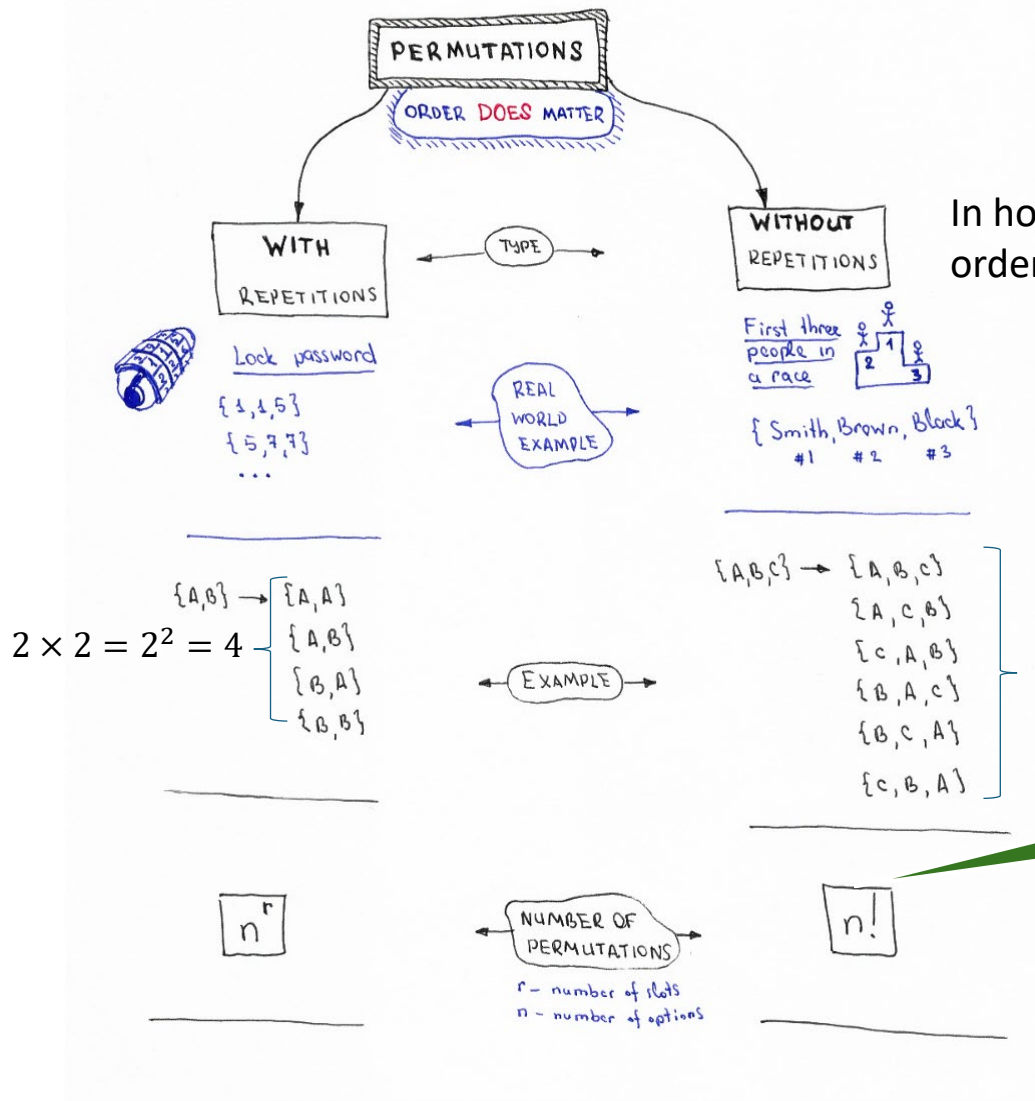 PERMUTATIONS
ORDER DOES MATTER
WITH
REPETITIONS
TYPE
WITHOUT
REPETITIONS
In ho
order
Lock password
{1,1,5}
{5,7,7}
...
REAL
WORLD
EXAMPLE
First three
people in
a race
1
2
3
{Smith, Brown, Black}
#1 #2 #3
{A,B} → {A,A}
{A,B}
{B,A}
{B,B}
2 × 2 = 2² = 4
EXAMPLE
{A,B,C} → {A,B,C}
{A,C,B}
{C,A,B}
{B,A,C}
{B,C,A}
{C,B,A}
nʳ
NUMBER OF
PERMUTATIONS
r – number of slots
n – number of options
n!